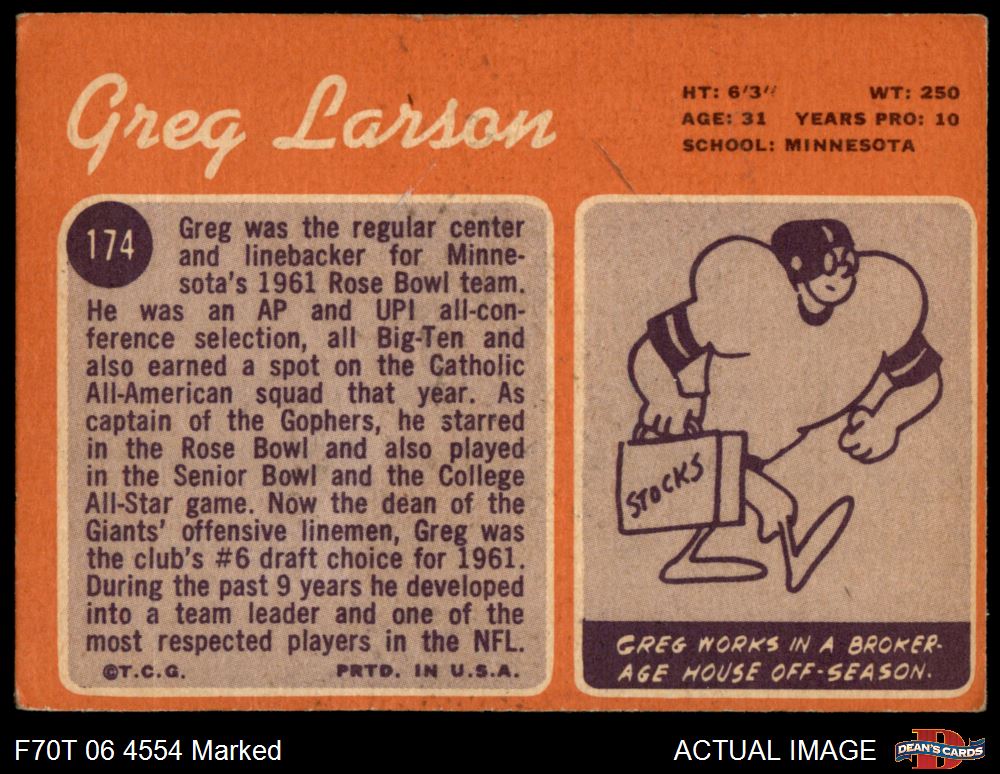 Greg Larson
HT: 6'3" WT: 250
AGE: 31 YEARS PRO: 10
SCHOOL: MINNESOTA
174
Greg was the regular center
and linebacker for Minne-
sota's 1961 Rose Bowl team.
He was an AP and UPI all-con-
ference selection, all Big-Ten and
also earned a spot on the Catholic
All-American squad that year. As
captain of the Gophers, he starred
in the Rose Bowl and also played
in the Senior Bowl and the College
All-Star game. Now the dean of the
Giants' offensive linemen, Greg was
the club's #6 draft choice for 1961.
During the past 9 years he developed
into a team leader and one of the
most respected players in the NFL.
©T.C.G. PRTD. IN U.S.A.
STOCKS
GREG WORKS IN A BROKER-
AGE HOUSE OFF-SEASON.
F70T 06 4554 Marked
ACTUAL IMAGE
DEAN'S CARDS